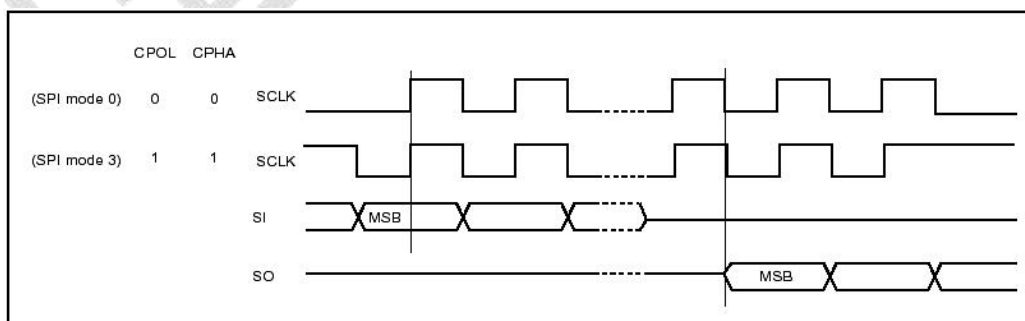 CPOL CPHA
(SPI mode 0) 0 0 SCLK
(SPI mode 3) 1 1 SCLK
SI MSB
SO MSB